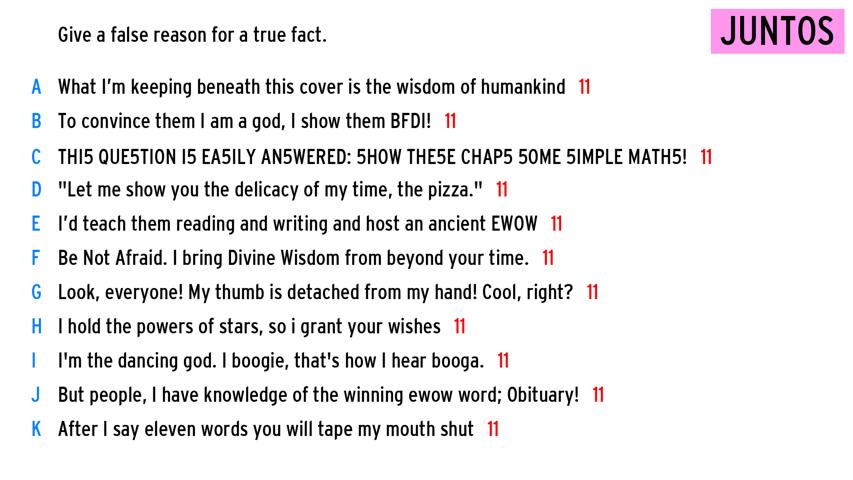 Give a false reason for a true fact.
JUNTOS
A What I'm keeping beneath this cover is the wisdom of humankind 11
B To convince them I am a god, I show them BFDI! 11
C THI5 QUE5TION I5 EA5ILY AN5WERED: 5HOW THE5E CHAP5 5OME 5IMPLE MATH5! 11
D "Let me show you the delicacy of my time, the pizza." 11
E I'd teach them reading and writing and host an ancient EWOW 11
F Be Not Afraid. I bring Divine Wisdom from beyond your time. 11
G Look, everyone! My thumb is detached from my hand! Cool, right? 11
H I hold the powers of stars, so i grant your wishes 11
I I'm the dancing god. I boogie, that's how I hear booga. 11
J But people, I have knowledge of the winning ewow word; Obituary! 11
K After I say eleven words you will tape my mouth shut 11